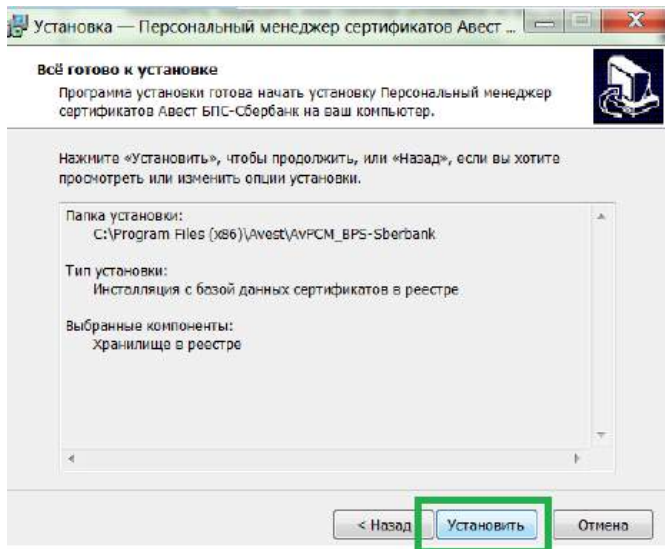 Установка — Персональный менеджер сертификатов Авест ...
Всё готово к установке
Программа установки готова начать установку Персональный менеджер
сертификатов Авест БПС-Сбербанк на ваш компьютер.
Нажмите «Установить», чтобы продолжить, или «Назад», если вы хотите
просмотреть или изменить опции установки.
Папка установки:
C:\Program Files (x86)\Avest\AvPCM_BPS-Sberbank
Тип установки:
Инсталляция с базой данных сертификатов в реестре
Выбранные компоненты:
Хранилище в реестре
< Назад Установить Отмена